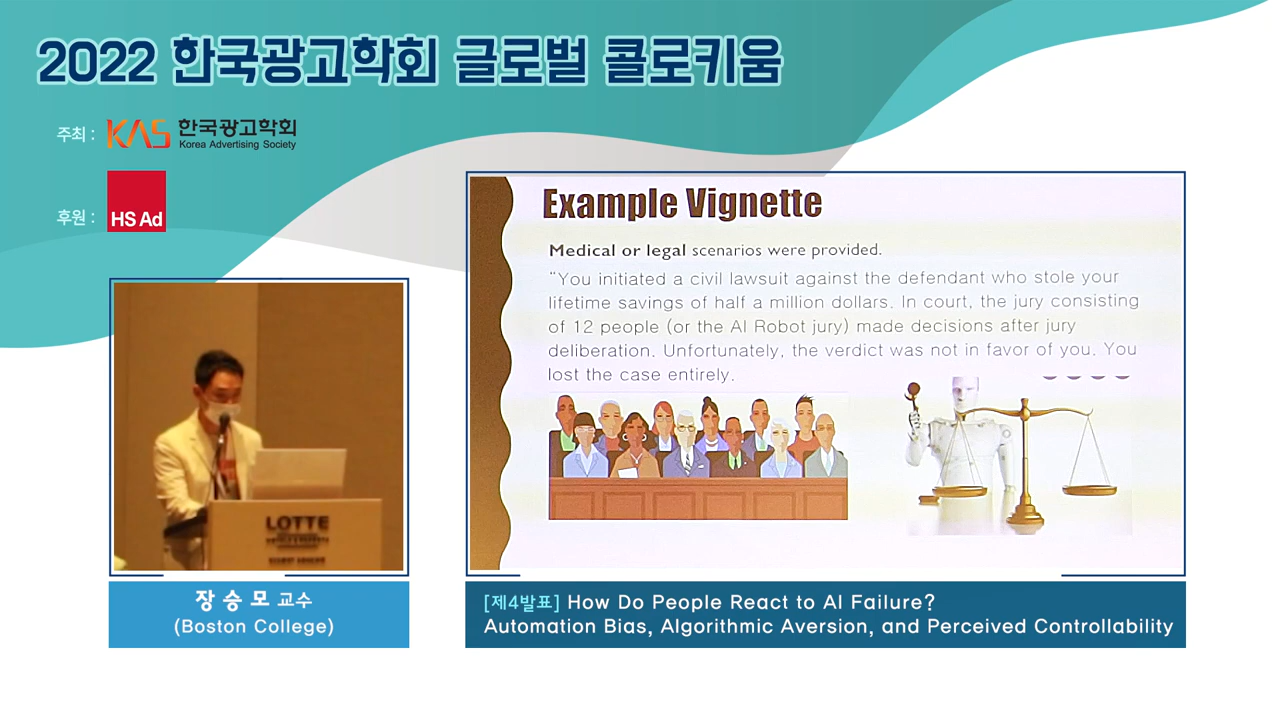 2022 한국광고학회 글로벌 콜로키움
주최 : KAS 한국광고학회
Korea Advertising Society
후원 : HS Ad
Example Vignette
Medical or legal scenarios were provided.
“You initiated a civil lawsuit against the defendant who stole your
lifetime savings of half a million dollars. In court, the jury consisting
of 12 people (or the AI Robot jury) made decisions after jury
deliberation. Unfortunately, the verdict was not in favor of you. You
lost the case entirely.
LOTTE
장 승 모 교수
(Boston College)
[제4발표] How Do People React to AI Failure?
Automation Bias, Algorithmic Aversion, and Perceived Controllability